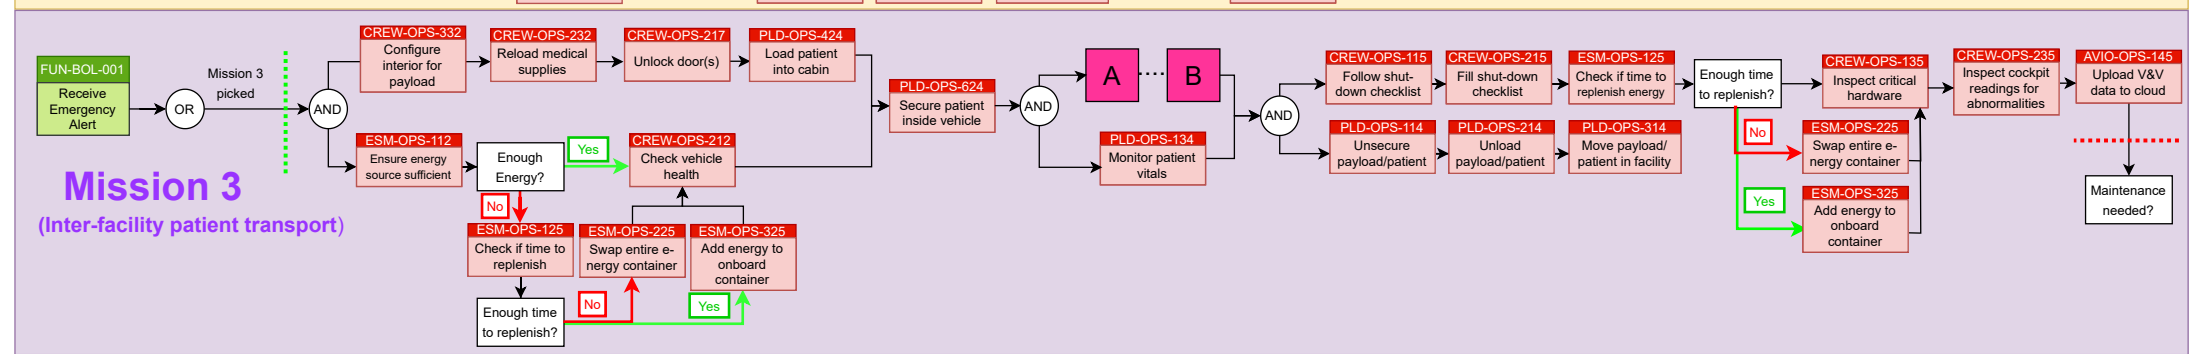 FUN-BOL-001
Receive
Emergency
Alert
OR
Mission 3
picked
AND
CREW-OPS-332
Configure
interior for
payload
CREW-OPS-232
Reload medical
supplies
CREW-OPS-217
Unlock door(s)
PLD-OPS-424
Load patient
into cabin
ESM-OPS-112
Ensure energy
source sufficient
Enough
Energy?
Yes
No
CREW-OPS-212
Check vehicle
health
ESM-OPS-125
Check if time to
replenish
ESM-OPS-225
Swap entire e-
nergy container
ESM-OPS-325
Add energy to
onboard
container
Enough time
to replenish?
No
Yes
Mission 3
(Inter-facility patient transport)
PLD-OPS-624
Secure patient
inside vehicle
AND
A
B
PLD-OPS-134
Monitor patient
vitals
AND
CREW-OPS-115
Follow shut-
down checklist
CREW-OPS-215
Fill shut-down
checklist
ESM-OPS-125
Check if time to
replenish energy
Enough time
to replenish?
PLD-OPS-114
Unsecure
payload/patient
PLD-OPS-214
Unload
payload/patient
PLD-OPS-314
Move payload/
patient in facility
No
Yes
CREW-OPS-135
Inspect critical
hardware
ESM-OPS-225
Swap entire e-
nergy container
ESM-OPS-325
Add energy to
onboard
container
CREW-OPS-235
Inspect cockpit
readings for
abnormalities
AVIO-OPS-145
Upload V&V
data to cloud
Maintenance
needed?